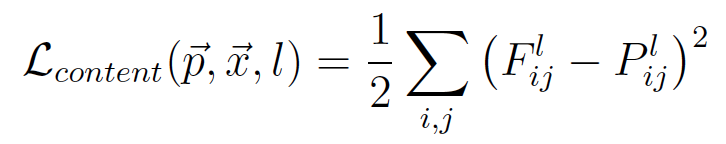 $\mathcal{L}_{content}(\vec{p}, \vec{x}, l) = \frac{1}{2} \sum_{i,j} \left(F_{ij}^{l} - P_{ij}^{l}\right)^2$